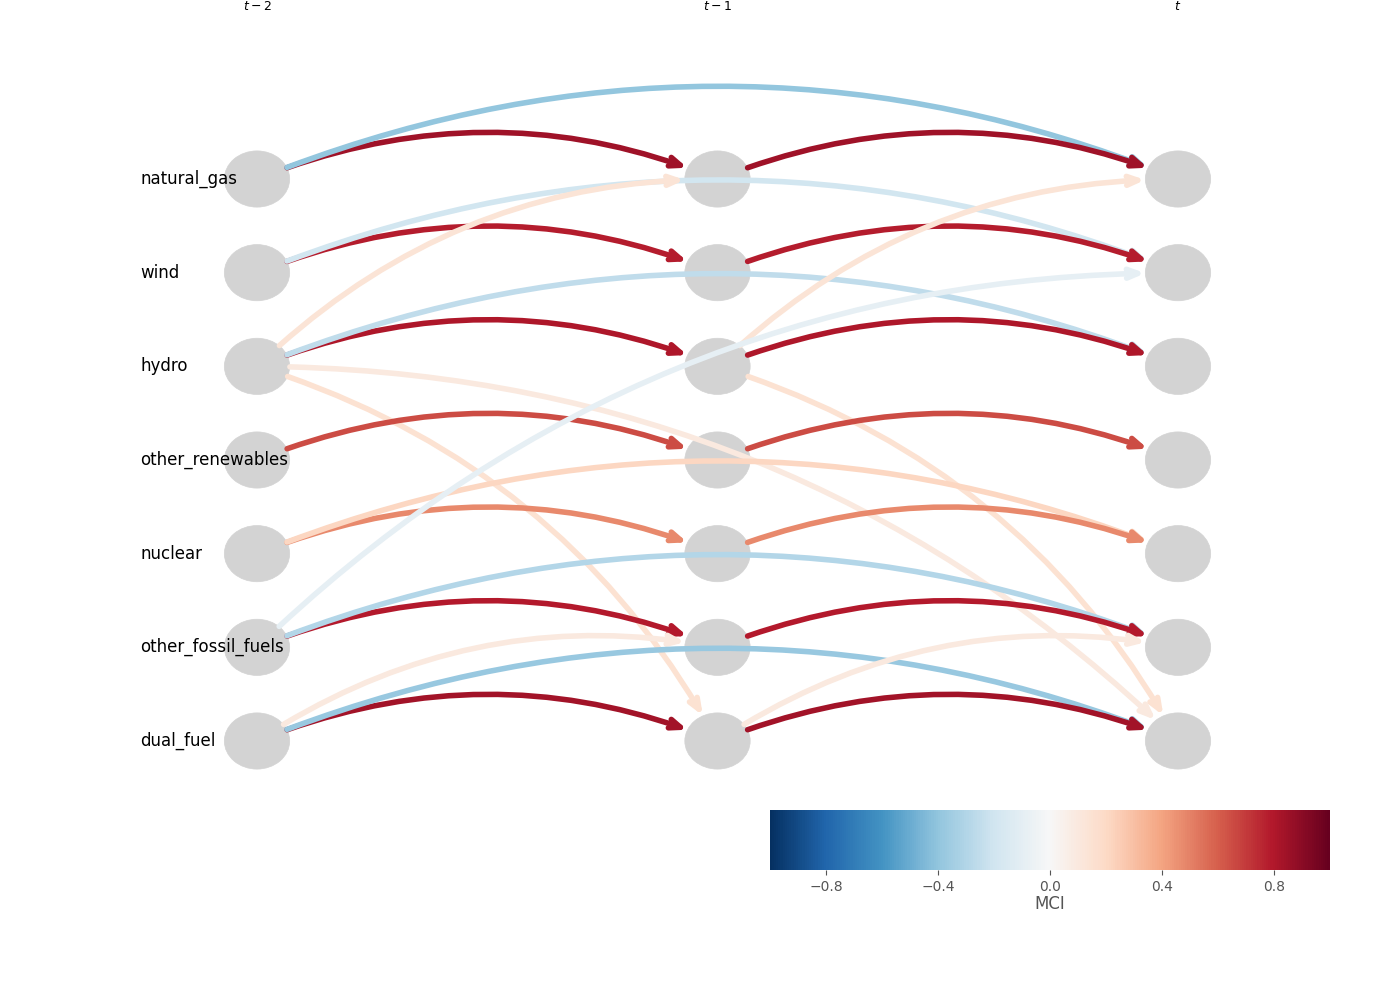 t − 2 t − 1 t
natural_gas
wind
hydro
other_renewables
nuclear
other_fossil_fuels
dual_fuel
−0.8 −0.4 0.0 0.4 0.8
MCI